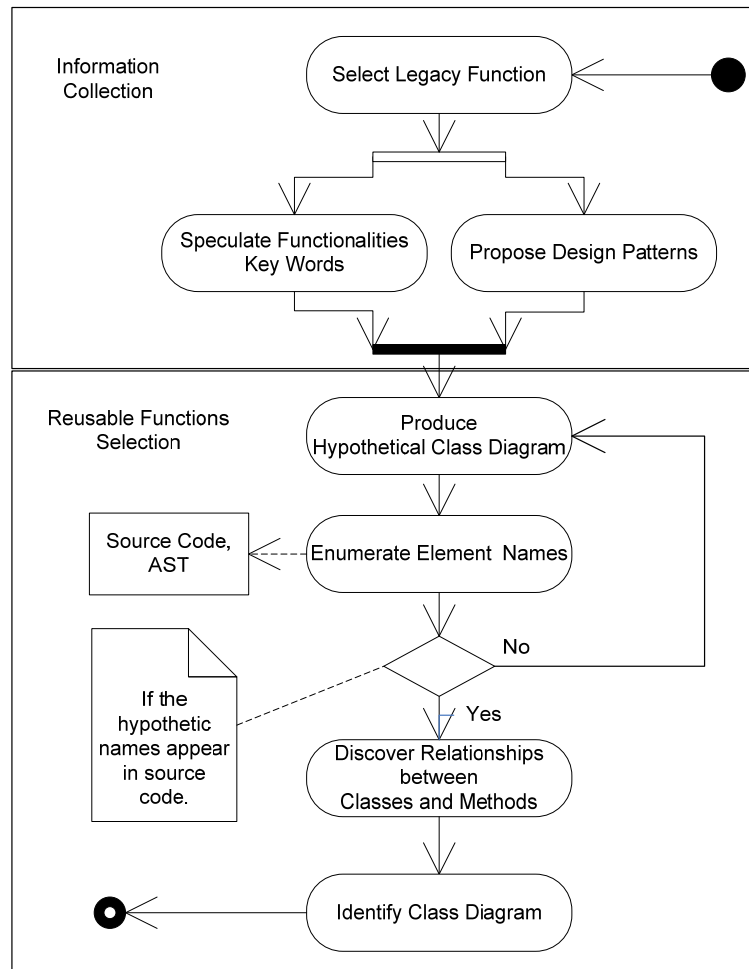 Information
Collection
Select Legacy Function
Speculate Functionalities
Key Words
Propose Design Patterns
Reusable Functions
Selection
Produce
Hypothetical Class Diagram
Source Code,
AST
Enumerate Element Names
No
If the
hypothetic
names appear
in source
code.
Yes
Discover Relationships
between
Classes and Methods
Identify Class Diagram